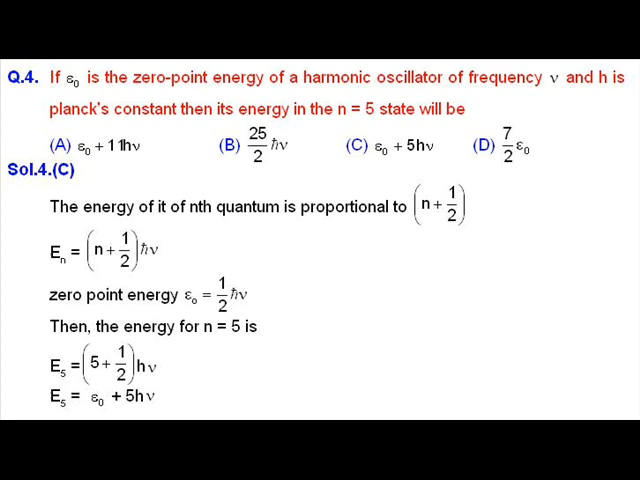 Q.4. If ε₀ is the zero-point energy of a harmonic oscillator of frequency ν and h is
planck's constant then its energy in the n = 5 state will be
(A) ε₀ + 11hν (B) 25/2 ℏν (C) ε₀ + 5hν (D) 7/2 ε₀
Sol.4.(C)
The energy of it of nth quantum is proportional to (n + 1/2)
Eₙ = (n + 1/2) ℏν
zero point energy ε₀ = 1/2 ℏν
Then, the energy for n = 5 is
E₅ = (5 + 1/2) hν
E₅ = ε₀ + 5hν